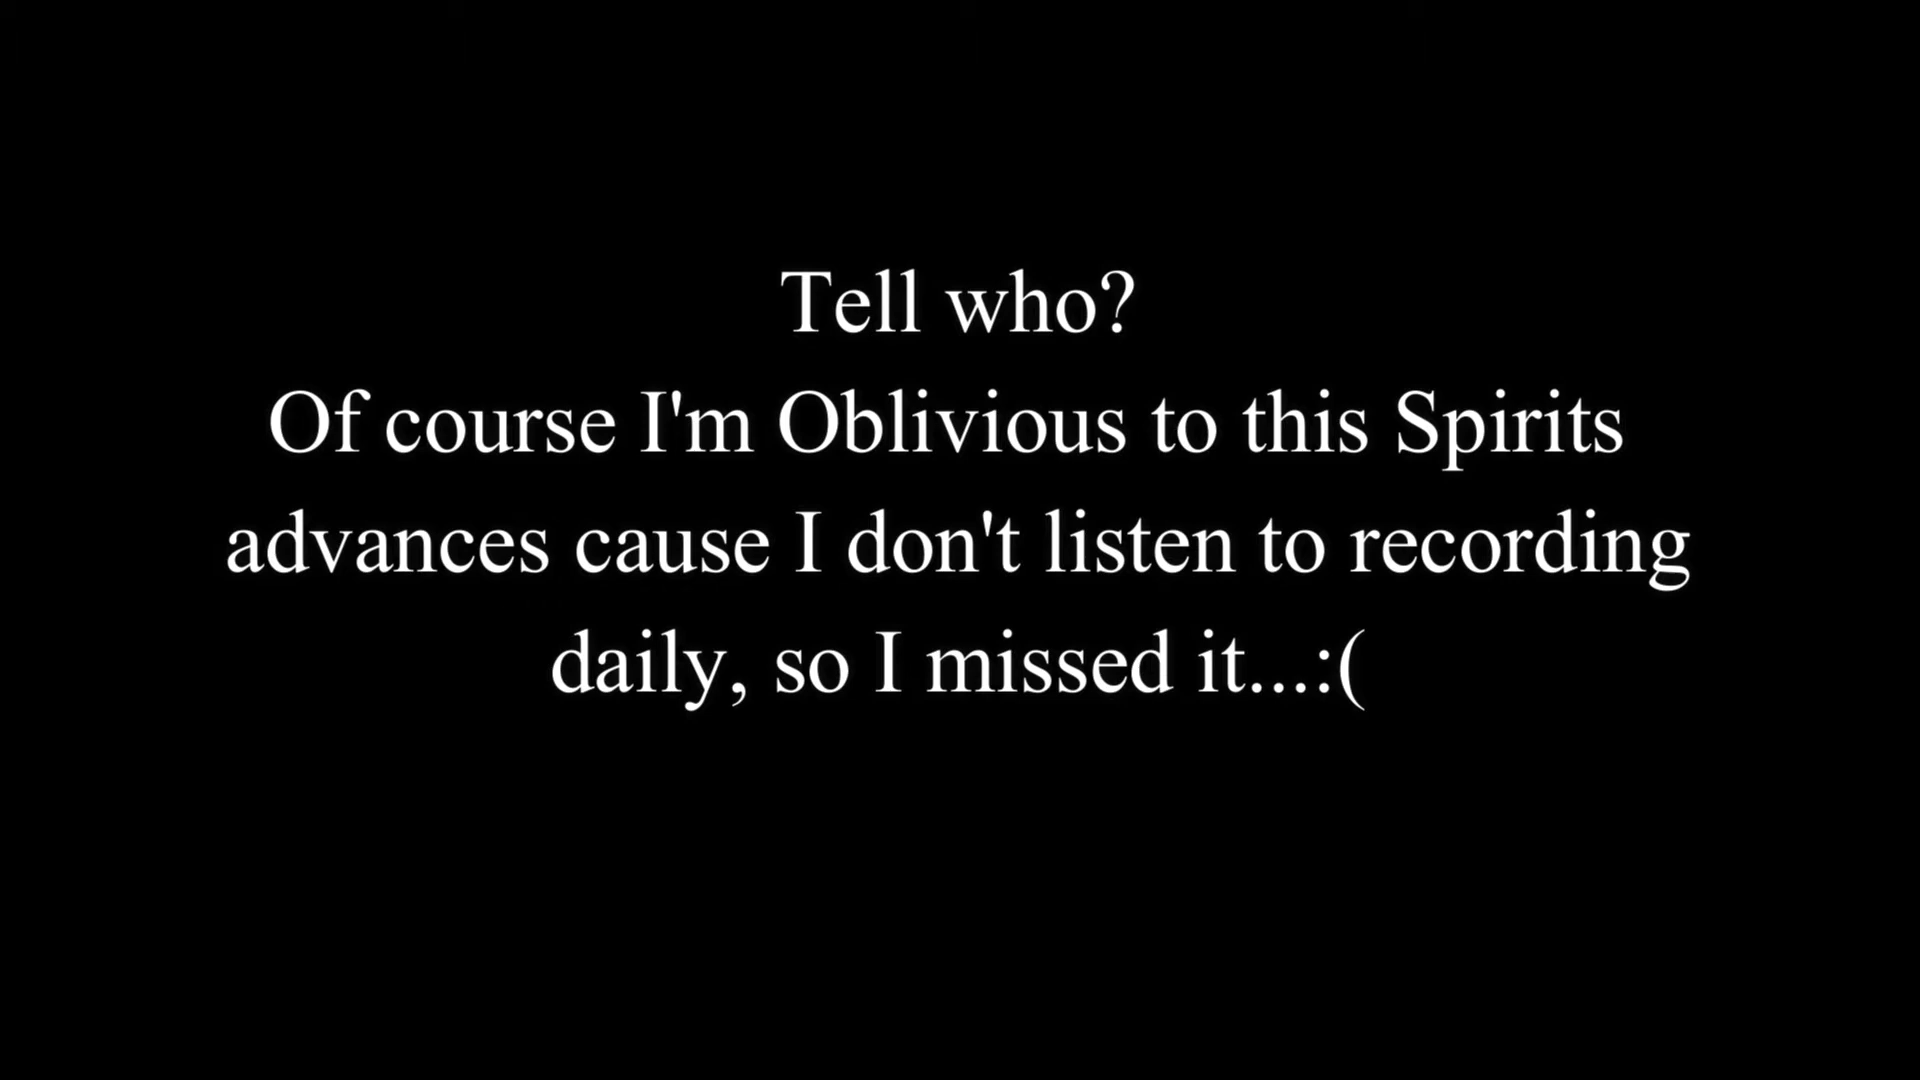 Tell who?
Of course I'm Oblivious to this Spirits
advances cause I don't listen to recording
daily, so I missed it...:(